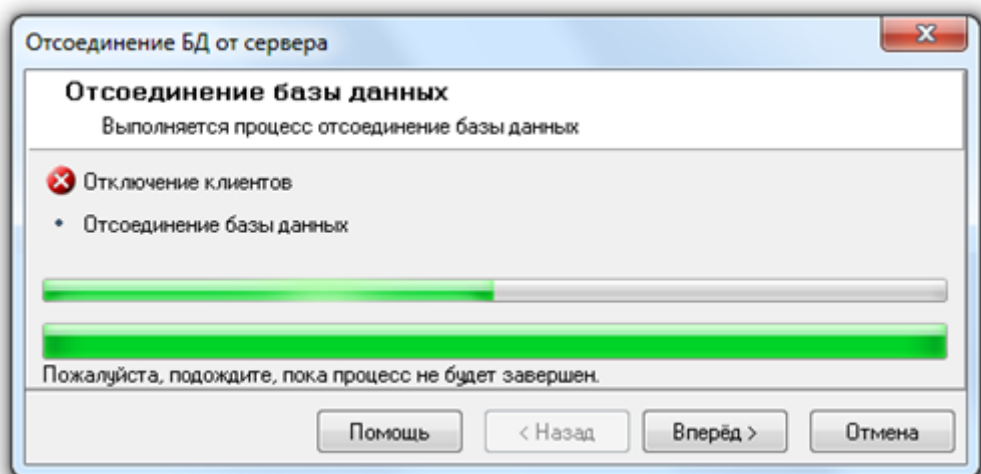 Отсоединение БД от сервера
Отсоединение базы данных
Выполняется процесс отсоединение базы данных
Отключение клиентов
Отсоединение базы данных
Пожалуйста, подождите, пока процесс не будет завершен.
Помощь < Назад Вперёд > Отмена